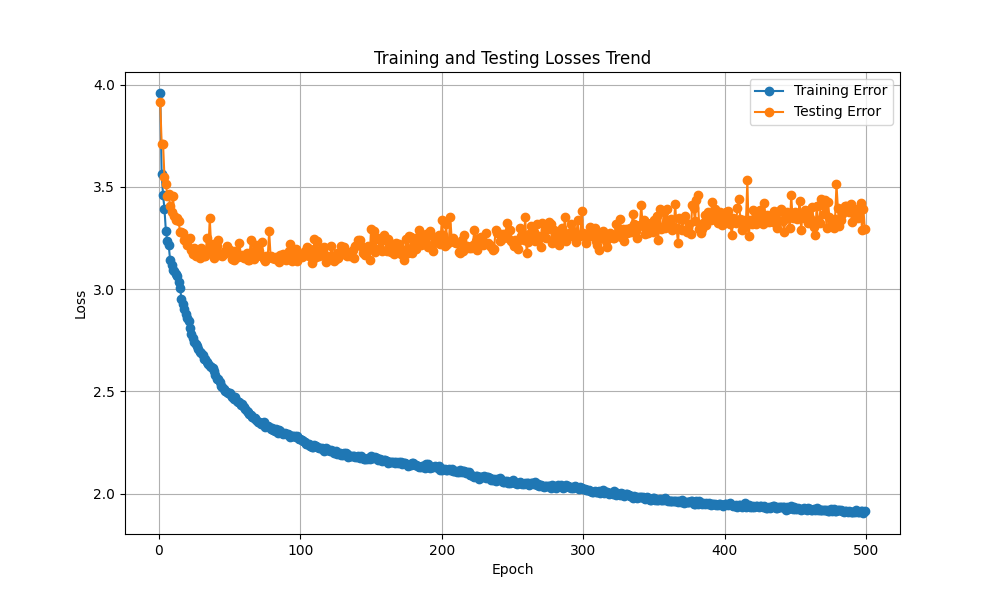 Training and Testing Losses Trend
4.0
3.5
3.0
2.5
2.0
Loss
Training Error
Testing Error
0
100
200
300
400
500
Epoch